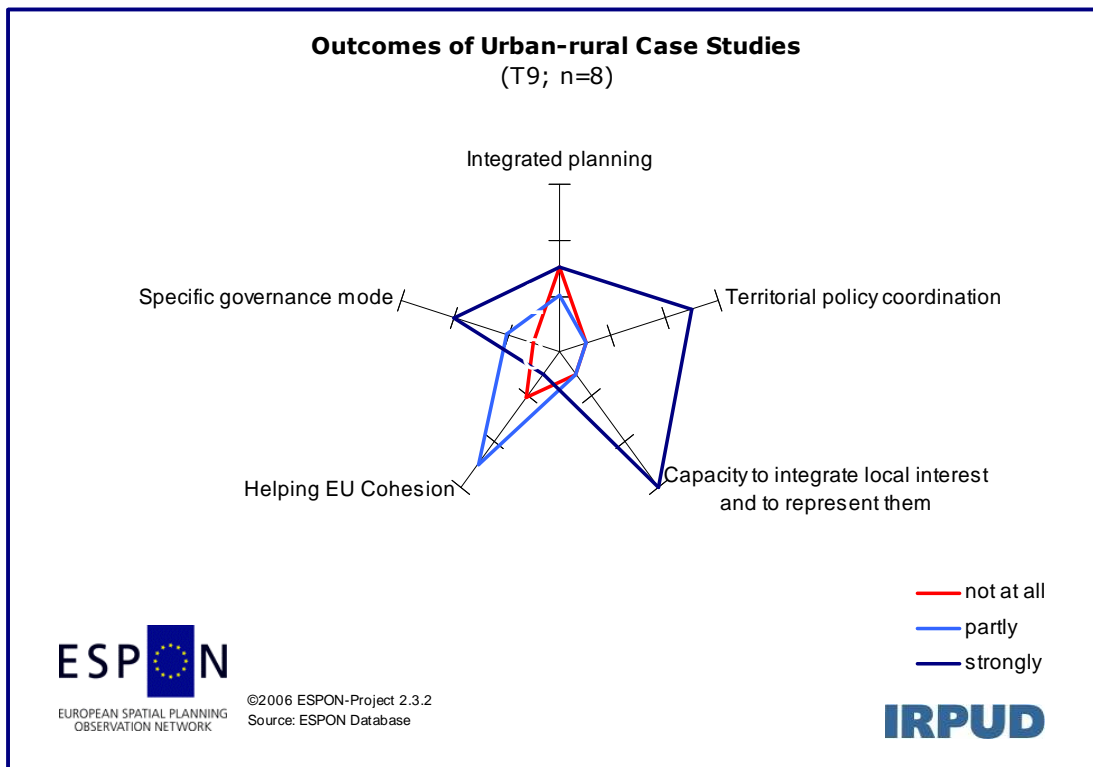 Outcomes of Urban-rural Case Studies
(T9; n=8)
Integrated planning
Specific governance mode
Territorial policy coordination
Helping EU Cohesion
Capacity to integrate local interest
and to represent them
not at all
partly
strongly
ESPON
EUROPEAN SPATIAL PLANNING
OBSERVATION NETWORK
©2006 ESPON-Project 2.3.2
Source: ESPON Database
IRPUD